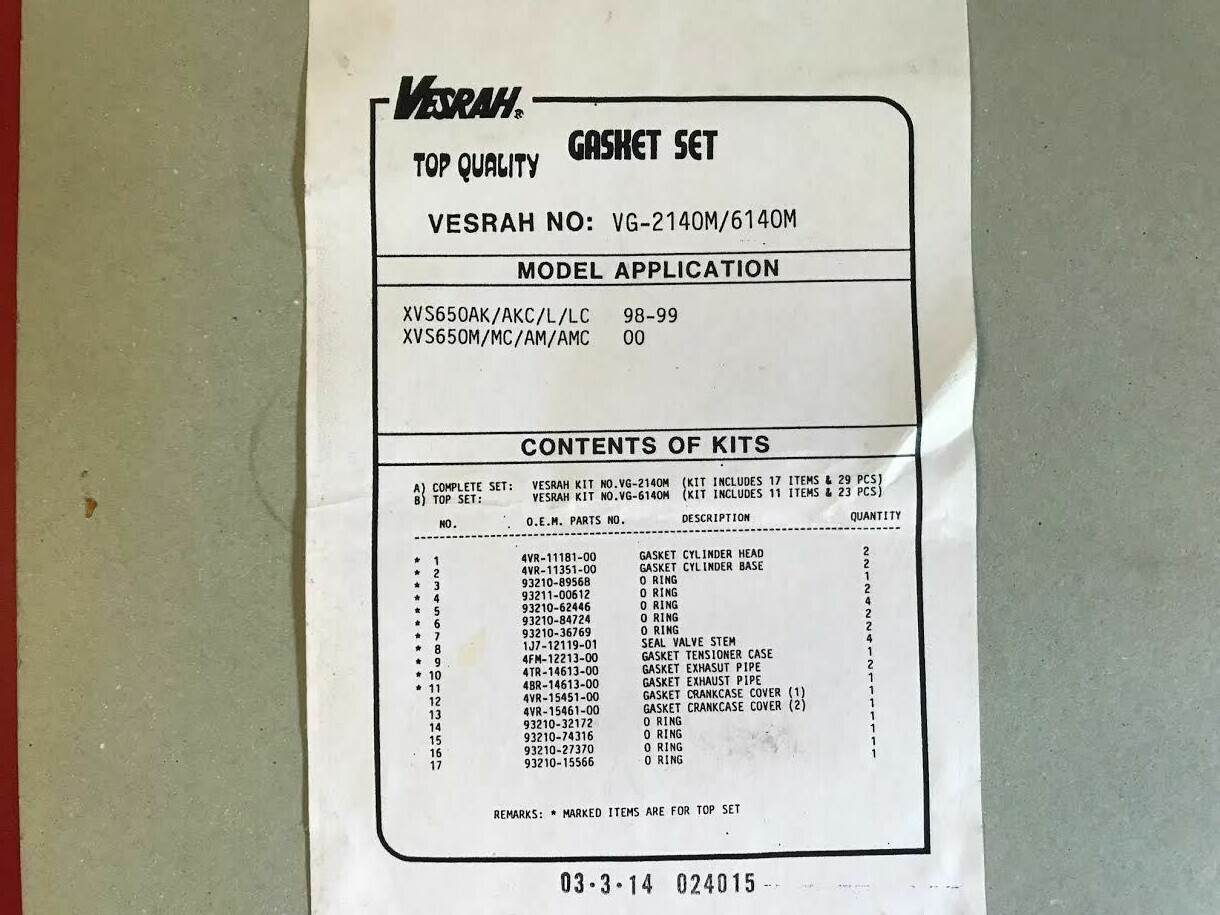 VESRAH®
TOP QUALITY
GASKET SET
VESRAH NO: VG-2140M/6140M
MODEL APPLICATION
XVS650AK/AKC/L/LC 98-99
XVS650M/MC/AM/AMC 00
CONTENTS OF KITS
A) COMPLETE SET: VESRAH KIT NO.VG-2140M (KIT INCLUDES 17 ITEMS & 29 PCS)
B) TOP SET: VESRAH KIT NO.VG-6140M (KIT INCLUDES 11 ITEMS & 23 PCS)
NO. O.E.M. PARTS NO. DESCRIPTION QUANTITY
* 1 4VR-11181-00 GASKET CYLINDER HEAD 2
* 2 4VR-11351-00 GASKET CYLINDER BASE 2
* 3 93210-89568 O RING 1
* 4 93211-00612 O RING 2
* 5 93210-62446 O RING 4
* 6 93210-84724 O RING 2
* 7 93210-36769 O RING 2
* 8 1J7-12119-01 SEAL VALVE STEM 4
* 9 4FM-12213-00 GASKET TENSIONER CASE 1
* 10 4TR-14613-00 GASKET EXHASUT PIPE 2
* 11 4BR-14613-00 GASKET EXHAUST PIPE 1
12 4VR-15451-00 GASKET CRANKCASE COVER (1) 1
13 4VR-15461-00 GASKET CRANKCASE COVER (2) 1
14 93210-32172 O RING 1
15 93210-74316 O RING 1
16 93210-27370 O RING 1
17 93210-15566 O RING 1
REMARKS: * MARKED ITEMS ARE FOR TOP SET
03·3·14 024015